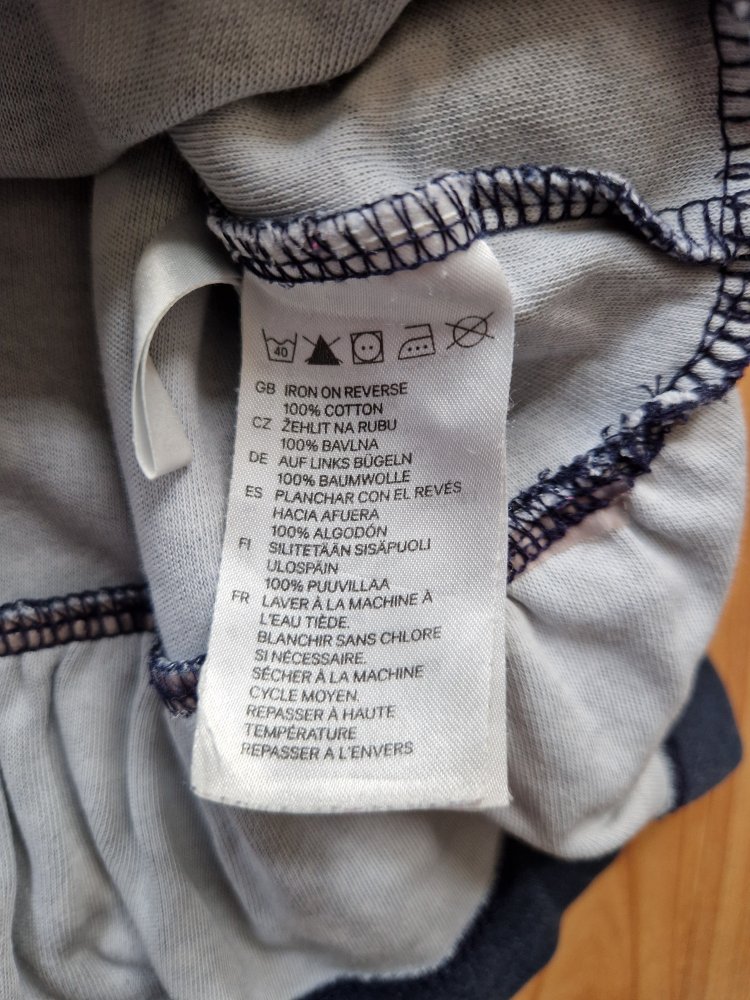 40
GB IRON ON REVERSE
100% COTTON
CZ ŽEHLIT NA RUBU
100% BAVLNA
DE AUF LINKS BÜGELN
100% BAUMWOLLE
ES PLANCHAR CON EL REVÉS
HACIA AFUERA
100% ALGODÓN
FI SILITETÄÄN SISÄPUOLI
ULOSPÄIN
100% PUUVILLAA
FR LAVER À LA MACHINE À
L'EAU TIÈDE.
BLANCHIR SANS CHLORE
SI NÉCESSAIRE.
SÉCHER À LA MACHINE
CYCLE MOYEN.
REPASSER À HAUTE
TEMPÉRATURE
REPASSER A L'ENVERS